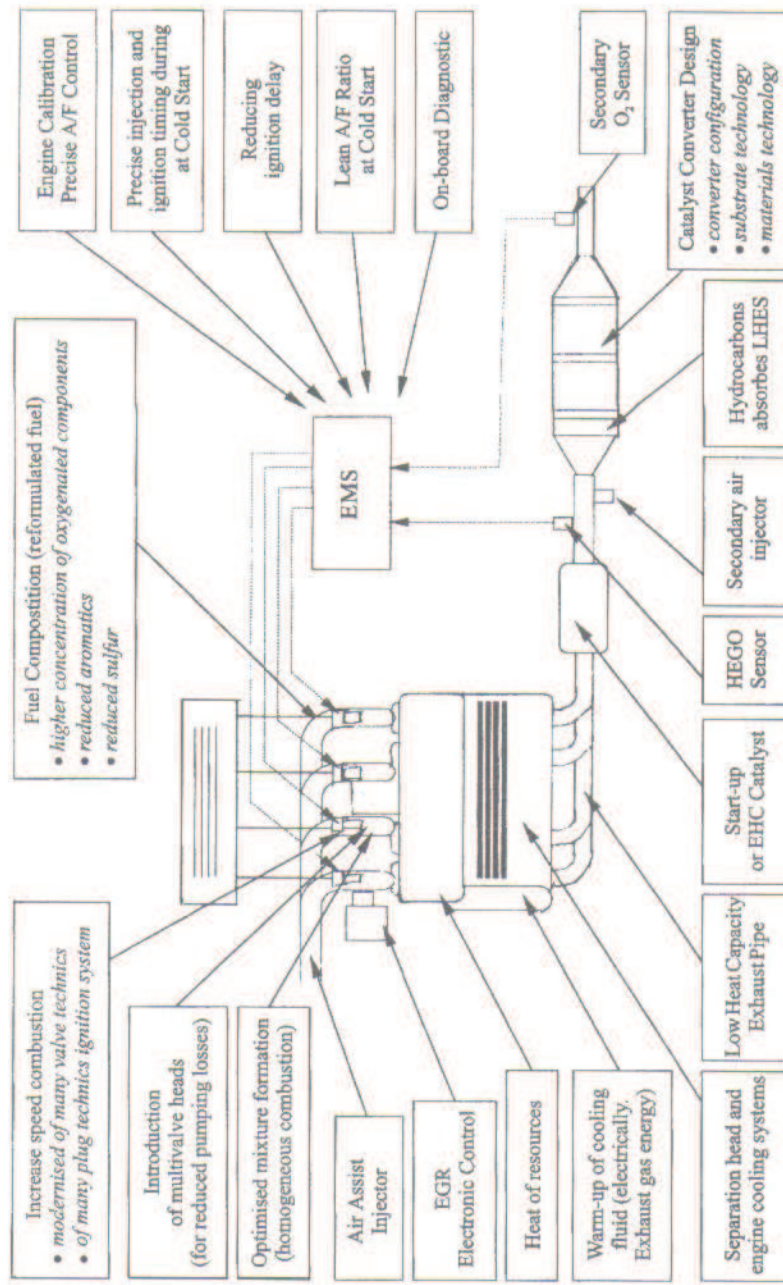 Increase speed combustion
• modernised of many valve technics
• of many plug technics ignition system
Fuel Compostition (reformulated fuel)
• higher concentration of oxygenated components
• reduced aromatics
• reduced sulfur
Engine Calibration
Precise A/F Control
Precise injection and
ignition timing during
at Cold Start
Reducing
ignition delay
Lean A/F Ratio
at Cold Start
On-board Diagnostic
Introduction
of multivalve heads
(for reduced pumping losses)
Optimised mixture formation
(homogeneous combustion)
Air Assist
Injector
EGR
Electronic Control
Heat of resources
Warm-up of cooling
fluid (electrically.
Exhaust gas energy)
EMS
Separation head and
engine cooling systems
Low Heat Capacity
Exhaust Pipe
Start-up
or EHC Catalyst
HEGO
Sensor
Secondary air
injector
Hydrocarbons
absorbes LHES
Catalyst Converter Design
• converter configuration
• substrate technology
• materials technology
Secondary
O₂ Sensor